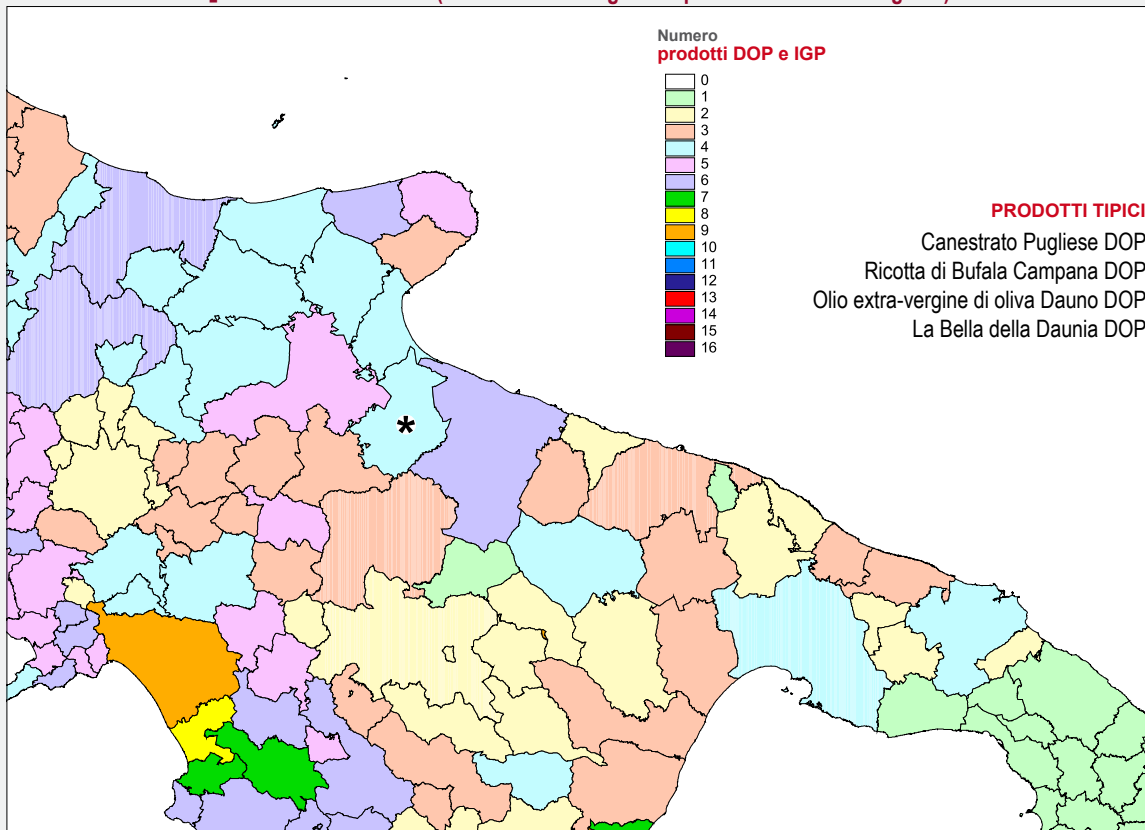 Numero
prodotti DOP e IGP
0
1
2
3
4
5
6
7
8
9
10
11
12
13
14
15
16
PRODOTTI TIPICI
Canestrato Pugliese DOP
Ricotta di Bufala Campana DOP
Olio extra-vergine di oliva Dauno DOP
La Bella della Daunia DOP
*